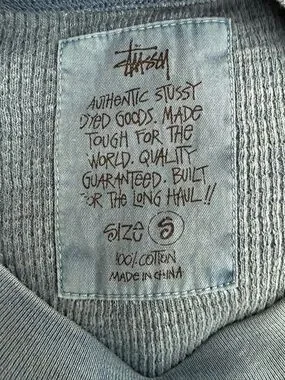 Stüssy
AUTHENTIC STUSSY
DYED GOODS. MADE
TOUGH FOR THE
WORLD. QUALITY
GUARANTEED. BUILT
FOR THE LONG HAUL!!
SIZE S
100% COTTON
MADE IN CHINA